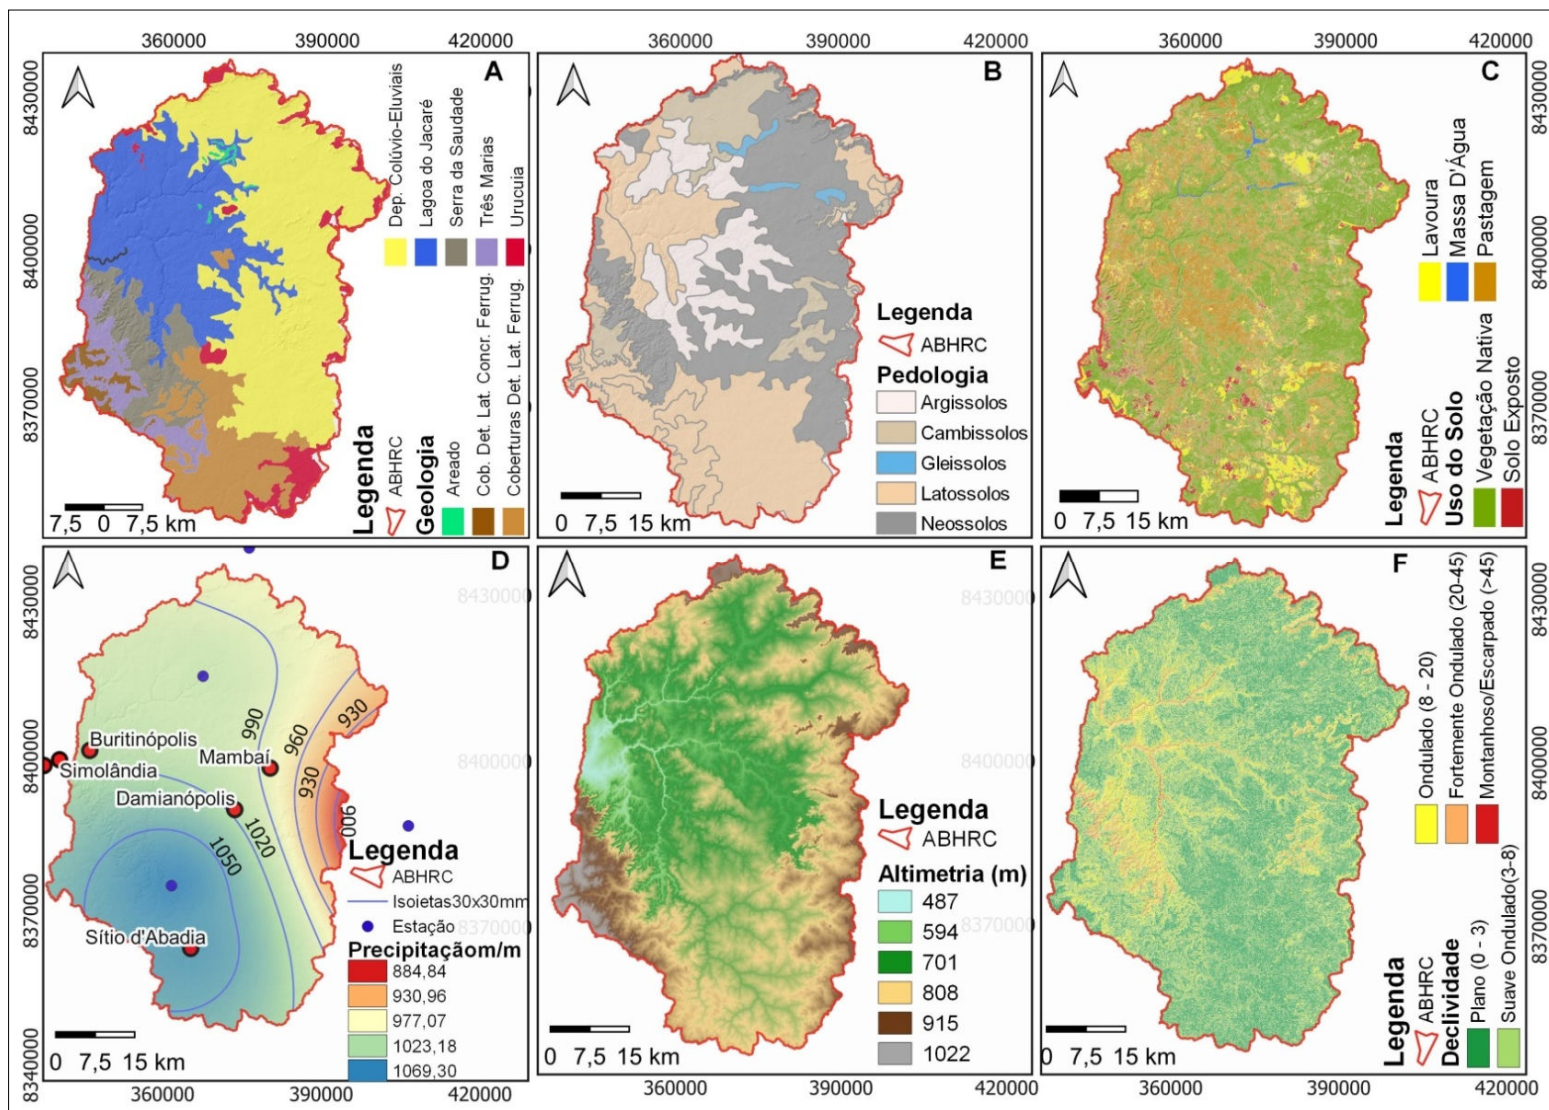 360000 390000 420000
360000 390000 420000
360000 390000 420000
8430000
8400000
8370000
A
Dep. Colúvio-Eluviais
Lagoa do Jacaré
Serra da Saudade
Três Marias
Urucuia
Legenda
ABHRC
Geologia
Areado
Cob. Det. Lat. Concr. Ferrug.
Coberturas Det. Lat. Ferrug.
7,5 0 7,5 km
B
Legenda
ABHRC
Pedologia
Argissolos
Cambissolos
Gleissolos
Latossolos
Neossolos
0 7,5 15 km
C
Lavoura
Massa D'Água
Pastagem
Legenda
ABHRC
Uso do Solo
Vegetação Nativa
Solo Exposto
0 7,5 15 km
8430000
8400000
8370000
D
8430000
8400000
8370000
8340000
990
960
930
930
900
1020
1050
Buritinópolis
Simolândia
Mambaí
Damianópolis
Sítio d'Abadia
Legenda
ABHRC
Isoietas30x30mm
Estação
Precipitaçãom/m
884,84
930,96
977,07
1023,18
1069,30
0 7,5 15 km
8430000
8400000
8370000
E
Legenda
ABHRC
Altimetria (m)
487
594
701
808
915
1022
0 7,5 15 km
8430000
8400000
8370000
F
Ondulado (8 - 20)
Fortemente Ondulado (20-45)
Montanhoso/Escarpado (>45)
Legenda
ABHRC
Declividade
Plano (0 - 3)
Suave Ondulado(3-8)
0 7,5 15 km
8430000
8400000
8370000
360000 390000 420000
360000 390000 420000
360000 390000 420000